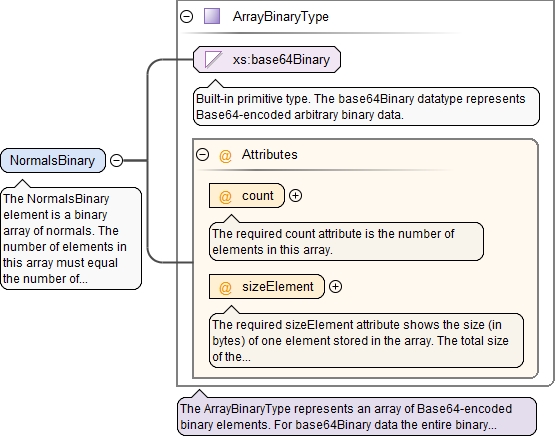 ArrayBinaryType
xs:base64Binary
Built-in primitive type. The base64Binary datatype represents
Base64-encoded arbitrary binary data.
@ Attributes
NormalsBinary
The NormalsBinary
element is a binary
array of normals. The
number of elements in
this array must equal
the number of...
@ count
The required count attribute is the number of
elements in this array.
@ sizeElement
The required sizeElement attribute shows the size (in
bytes) of one element stored in the array. The total size
of the...
The ArrayBinaryType represents an array of Base64-encoded
binary elements. For base64Binary data the entire binary...